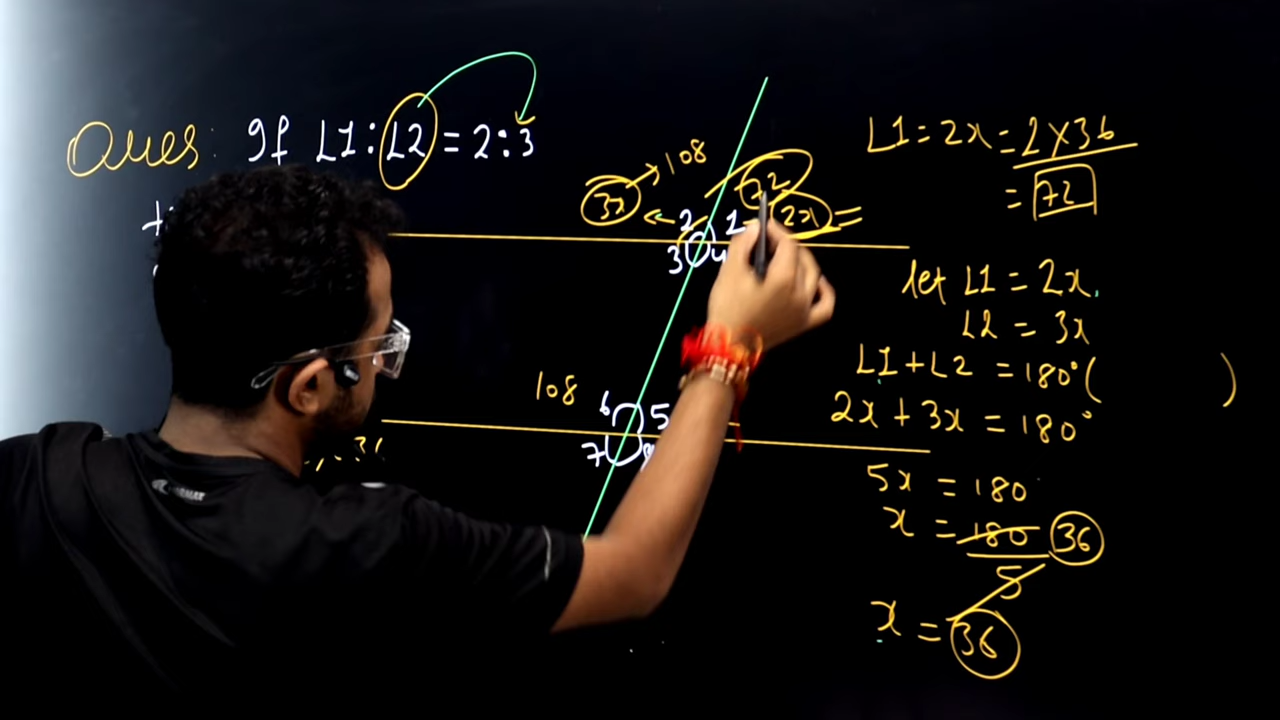 Ques: If L1:L2 = 2:3
108
3x
72
2 1 2x =
3 4
108
6 5
7
L1 = 2x = 2×36
= 72
let L1 = 2x.
L2 = 3x
L1+L2 = 180°( )
2x + 3x = 180°
5x = 180
x = 180/5 36
x = 36